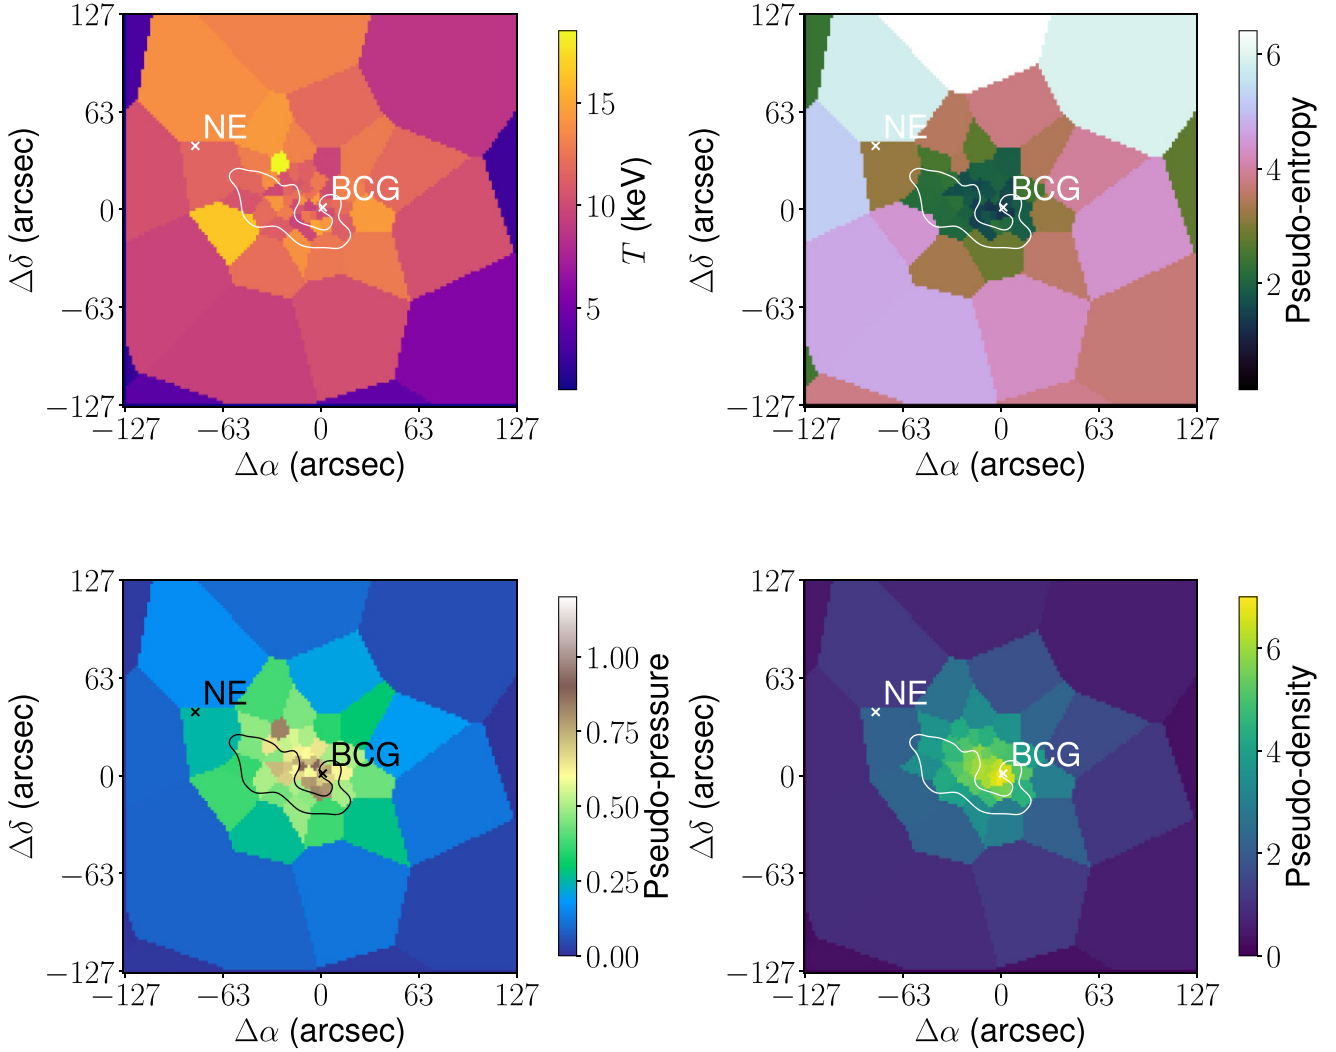 127
63
0
−63
−127
Δδ (arcsec)
−127 −63 0 63 127
Δα (arcsec)
NE
BCG
15
10
5
T (keV)
127
63
0
−63
−127
Δδ (arcsec)
−127 −63 0 63 127
Δα (arcsec)
NE
BCG
6
4
2
Pseudo-entropy
127
63
0
−63
−127
Δδ (arcsec)
−127 −63 0 63 127
Δα (arcsec)
NE
BCG
1.00
0.75
0.50
0.25
0.00
Pseudo-pressure
127
63
0
−63
−127
Δδ (arcsec)
−127 −63 0 63 127
Δα (arcsec)
NE
BCG
6
4
2
0
Pseudo-density